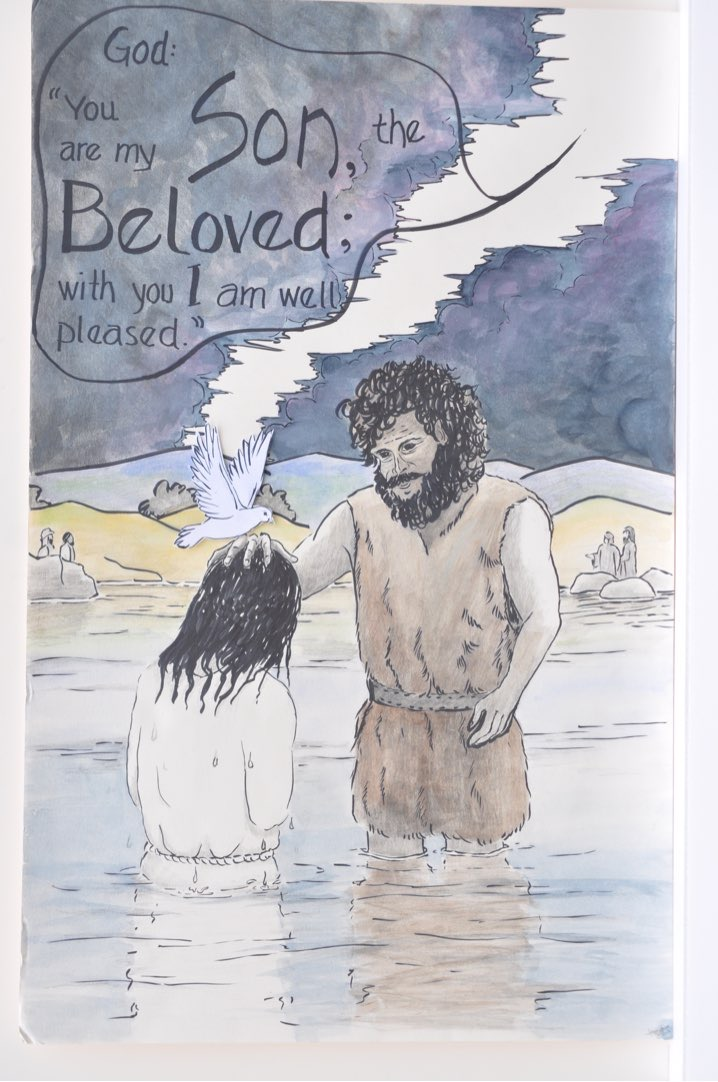 God:
"You are my Son, the
Beloved;
with you I am well
pleased."